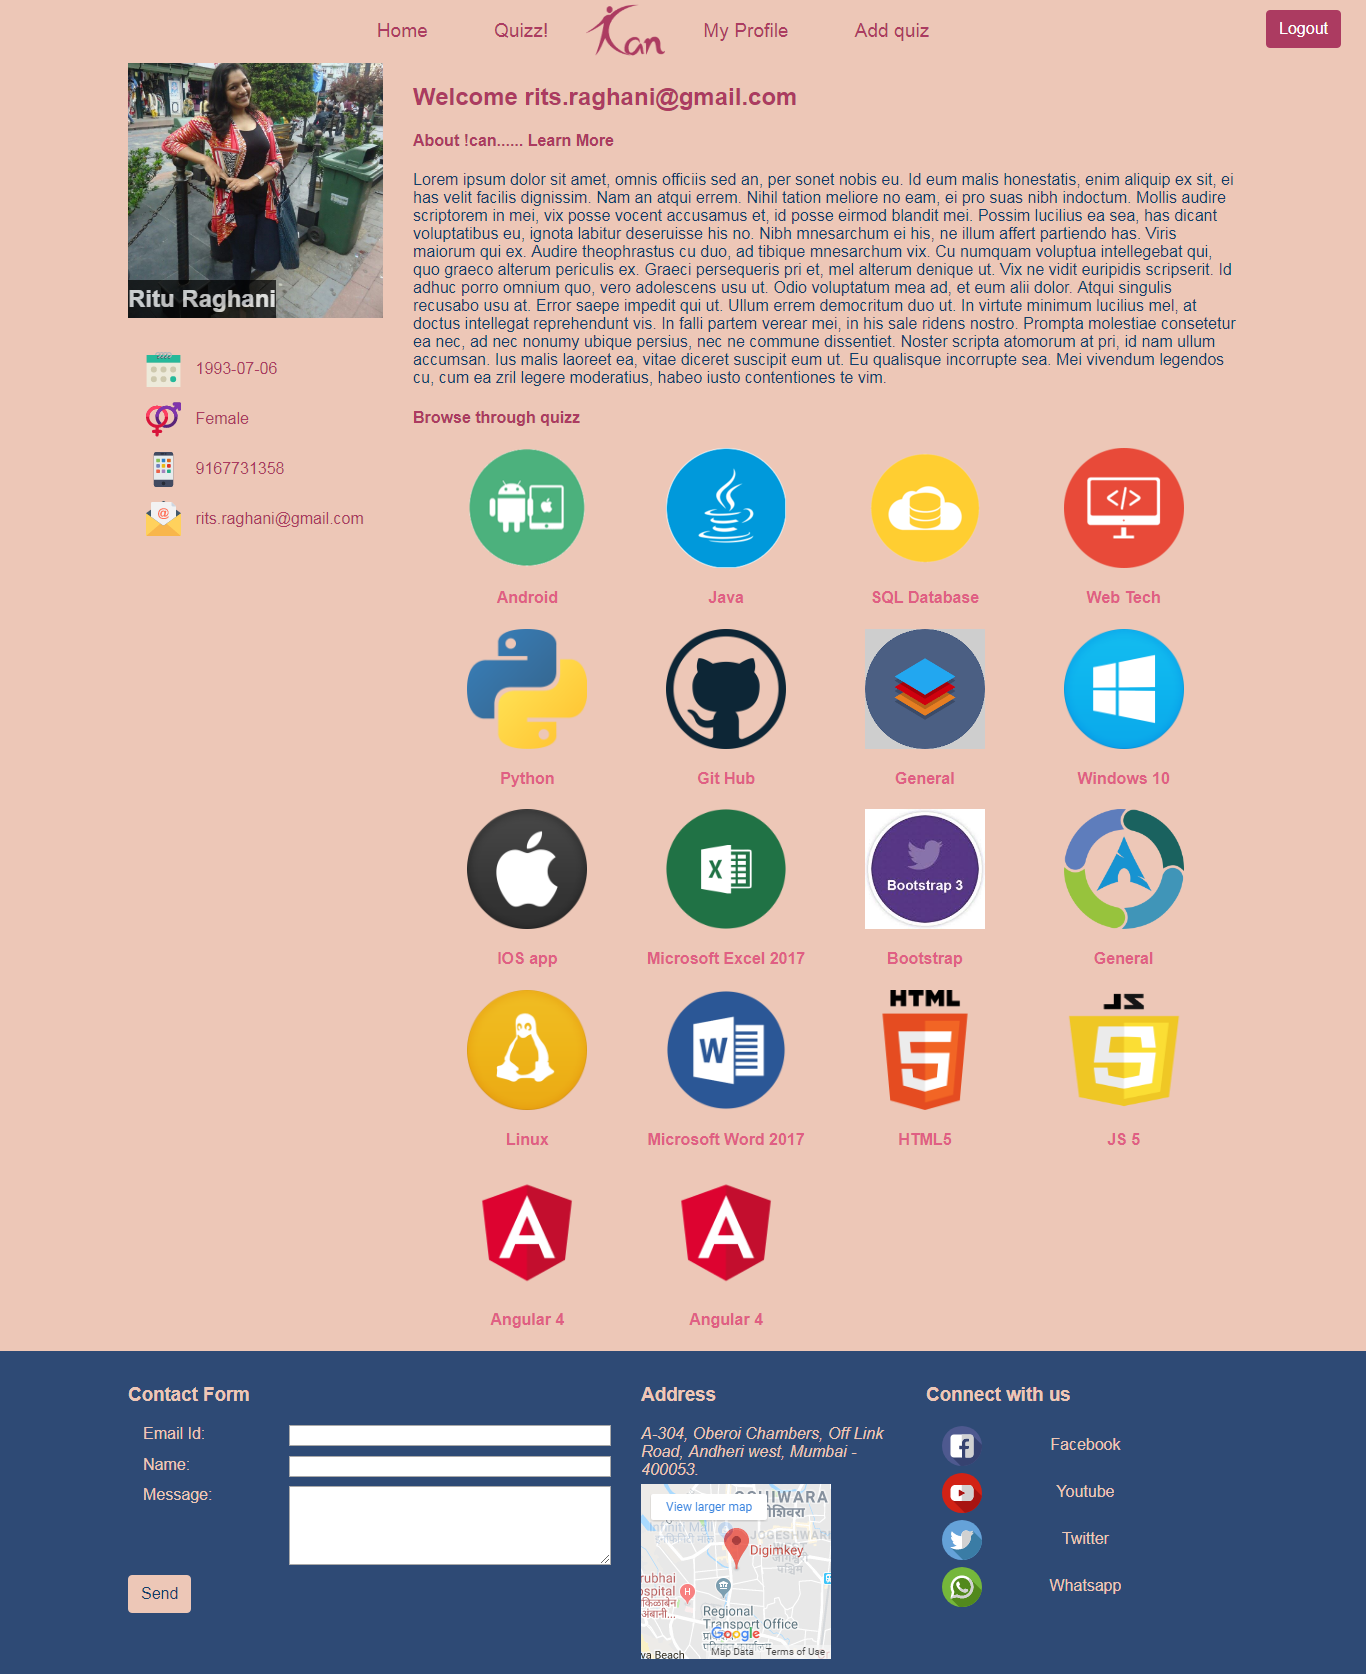 Home
Quizz!
!can
My Profile
Add quiz
Logout
Ritu Raghani
1993-07-06
Female
9167731358
rits.raghani@gmail.com
Welcome rits.raghani@gmail.com
About !can...... Learn More
Lorem ipsum dolor sit amet, omnis officiis sed an, per sonet nobis eu. Id eum malis honestatis, enim aliquip ex sit, ei
has velit facilis dignissim. Nam an atqui errem. Nihil tation meliore no eam, ei pro suas nibh indoctum. Mollis audire
scriptorem in mei, vix posse vocent accusamus et, id posse eirmod blandit mei. Possim lucilius ea sea, has dicant
voluptatibus eu, ignota labitur deseruisse his no. Nibh mnesarchum ei his, ne illum affert partiendo has. Viris
maiorum qui ex. Audire theophrastus cu duo, ad tibique mnesarchum vix. Cu numquam voluptua intellegebat qui,
quo graeco alterum periculis ex. Graeci persequeris pri et, mel alterum denique ut. Vix ne vidit euripidis scripserit. Id
adhuc porro omnium quo, vero adolescens usu ut. Odio voluptatum mea ad, et eum alii dolor. Atqui singulis
recusabo usu at. Error saepe impedit qui ut. Ullum errem democritum duo ut. In virtute minimum lucilius mel, at
doctus intellegat reprehendunt vis. In falli partem verear mei, in his sale ridens nostro. Prompta molestiae consetetur
ea nec, ad nec nonumy ubique persius, nec ne commune dissentiet. Noster scripta atomorum at pri, id nam ullum
accumsan. Ius malis laoreet ea, vitae diceret suscipit eum ut. Eu qualisque incorrupte sea. Mei vivendum legendos
cu, cum ea zril legere moderatius, habeo iusto contentiones te vim.
Browse through quizz
Android
Java
SQL Database
</>
Web Tech
Python
Git Hub
General
Windows 10
IOS app
X
Microsoft Excel 2017
Bootstrap 3
Bootstrap
General
Linux
W
Microsoft Word 2017
HTML
5
HTML5
JS
5
JS 5
A
Angular 4
A
Angular 4
Contact Form
Email Id:
Name:
Message:
Send
Address
A-304, Oberoi Chambers, Off Link
Road, Andheri west, Mumbai -
400053.
View larger map
Digimkey
Regional
Transport Office
Google
Map Data
Terms of Use
Connect with us
Facebook
Youtube
Twitter
Whatsapp